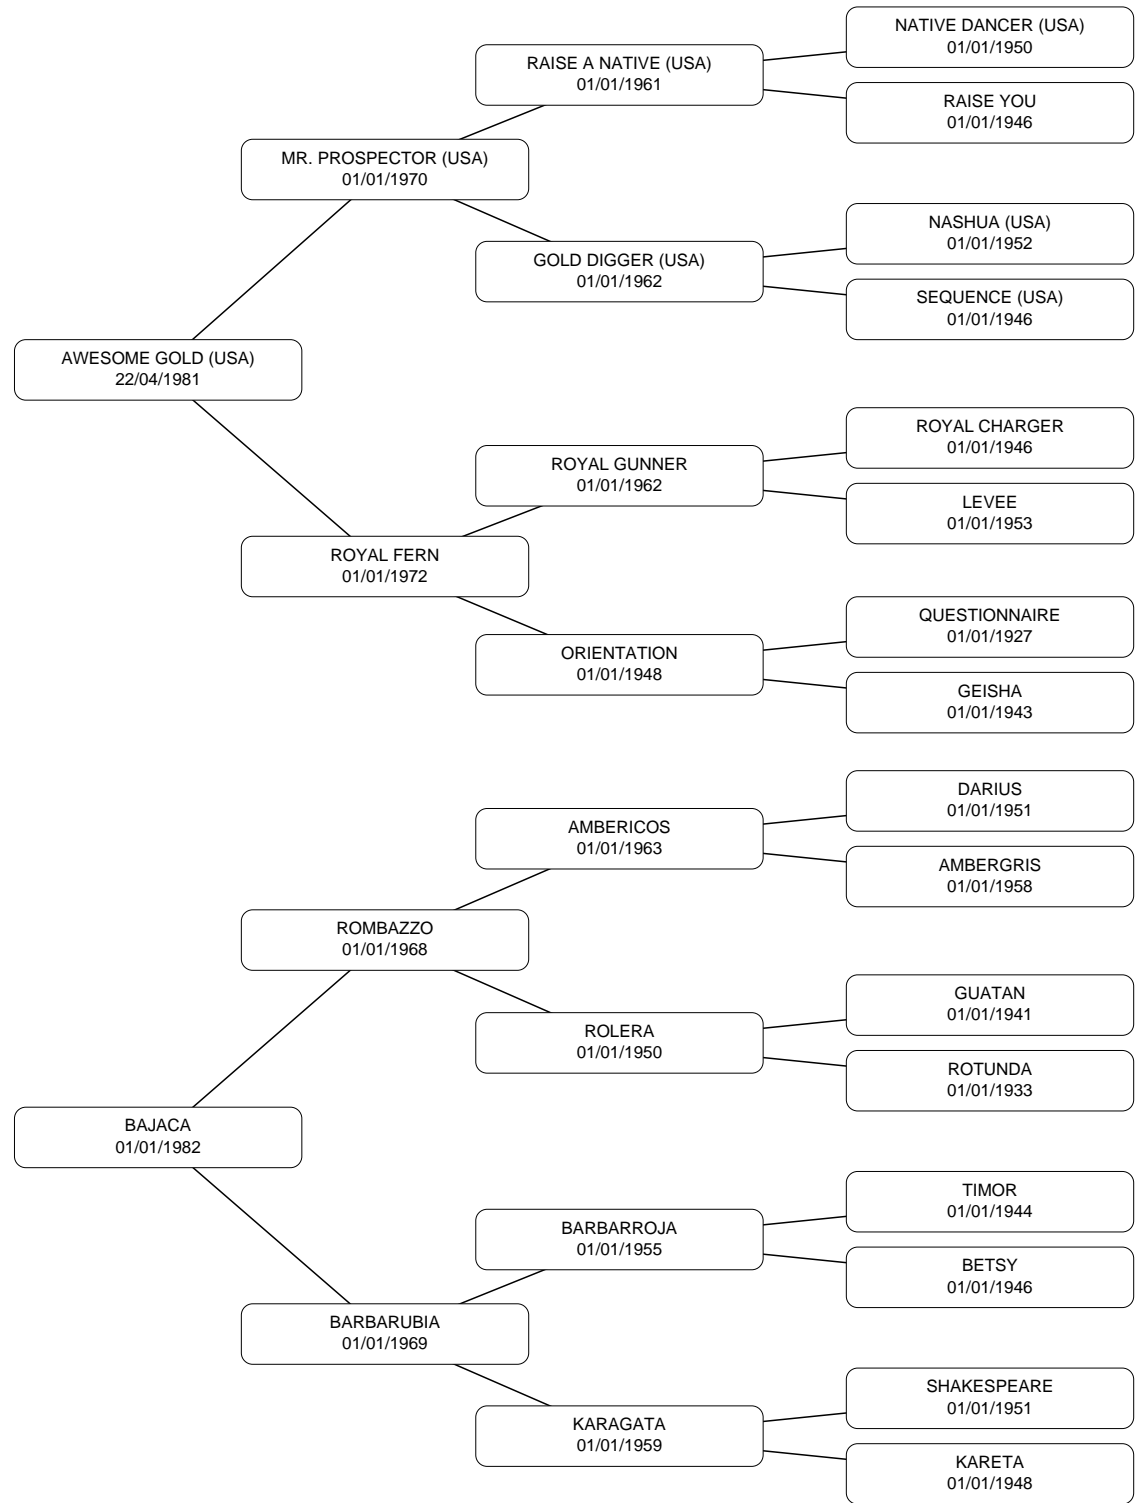 NATIVE DANCER (USA)
01/01/1950
RAISE A NATIVE (USA)
01/01/1961
RAISE YOU
01/01/1946
MR. PROSPECTOR (USA)
01/01/1970
NASHUA (USA)
01/01/1952
GOLD DIGGER (USA)
01/01/1962
SEQUENCE (USA)
01/01/1946
AWESOME GOLD (USA)
22/04/1981
ROYAL CHARGER
01/01/1946
ROYAL GUNNER
01/01/1962
LEVEE
01/01/1953
ROYAL FERN
01/01/1972
QUESTIONNAIRE
01/01/1927
ORIENTATION
01/01/1948
GEISHA
01/01/1943
DARIUS
01/01/1951
AMBERICOS
01/01/1963
AMBERGRIS
01/01/1958
ROMBAZZO
01/01/1968
GUATAN
01/01/1941
ROLERA
01/01/1950
ROTUNDA
01/01/1933
BAJACA
01/01/1982
TIMOR
01/01/1944
BARBARROJA
01/01/1955
BETSY
01/01/1946
BARBARUBIA
01/01/1969
SHAKESPEARE
01/01/1951
KARAGATA
01/01/1959
KARETA
01/01/1948